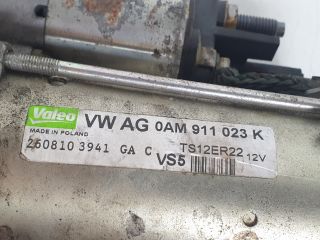 Valeo VW AG 0AM 911 023 K
MADE IN POLAND
260810 3941 GA C TS12ER22 12V
VS5